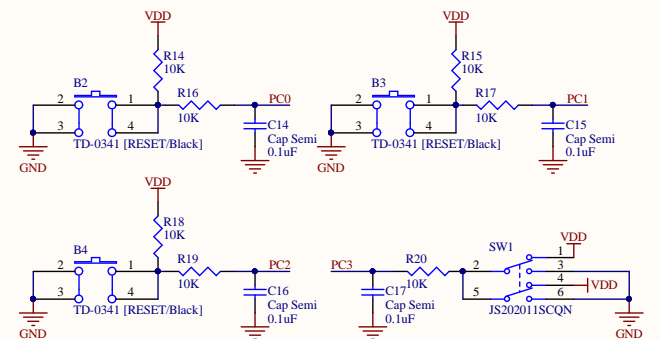 VDD
R14
10K
B2
R16
2
1
PC0
10K
C14
Cap Semi
0.1uF
3
4
TD-0341 [RESET/Black]
GND
VDD
R15
10K
B3
R17
2
1
PC1
10K
C15
Cap Semi
0.1uF
3
4
TD-0341 [RESET/Black]
GND
VDD
R18
10K
B4
R19
2
1
PC2
10K
C16
Cap Semi
0.1uF
3
4
TD-0341 [RESET/Black]
GND
PC3
R20
10K
C17
Cap Semi
0.1uF
SW1
VDD
1
2
3
4
VDD
5
6
JS202011SCQN
GND